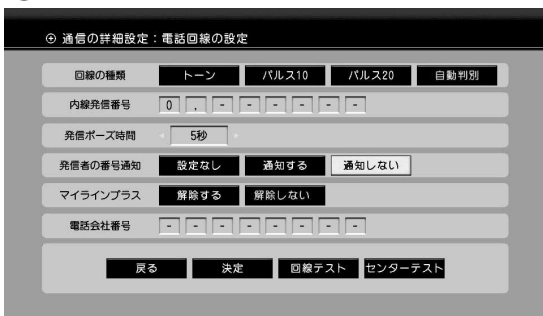 ⊕ 通信の詳細設定：電話回線の設定
回線の種類 トーン パルス10 パルス20 自動判別
内線発信番号 0 , - - - - - -
発信ポーズ時間 5秒
発信者の番号通知 設定なし 通知する 通知しない
マイラインプラス 解除する 解除しない
電話会社番号 - - - - - - - -
戻る 決定 回線テスト センターテスト